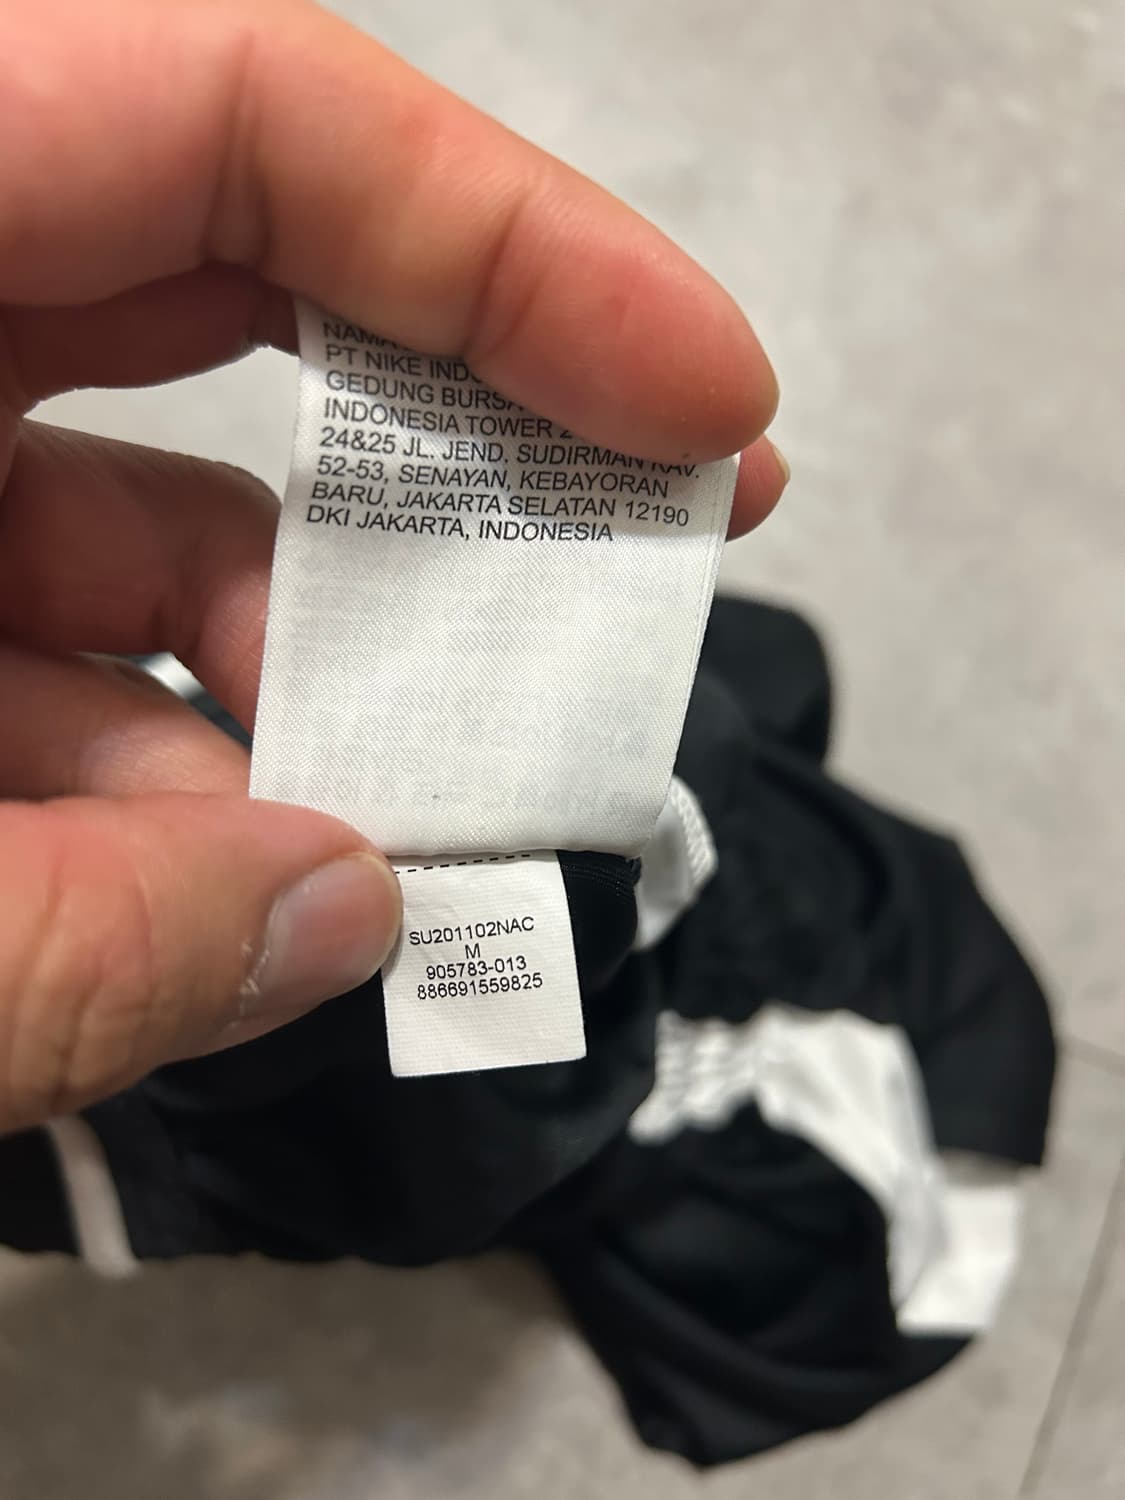 PT NIKE
GEDUNG BURSA
INDONESIA TOWER
24&25 JL. JEND. SUDIRMAN KAV.
52-53, SENAYAN, KEBAYORAN
BARU, JAKARTA SELATAN 12190
DKI JAKARTA, INDONESIA
SU201102NAC
M
905783-013
886691559825